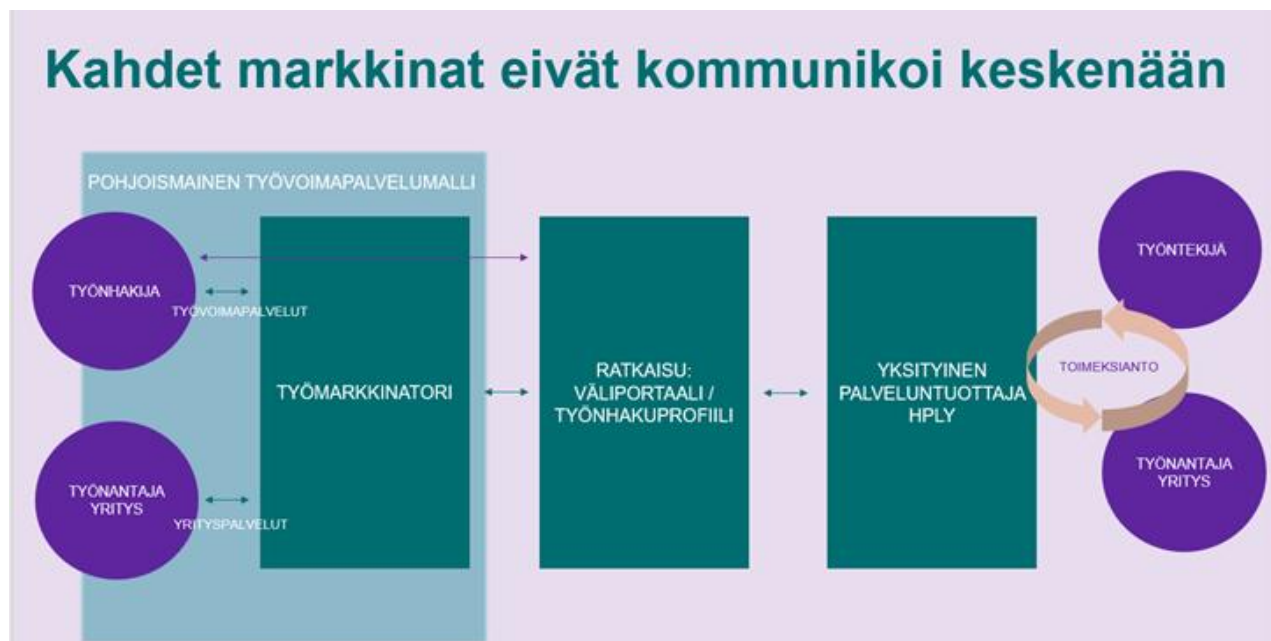 Kahdet markkinat eivät kommunikoi keskenään
POHJOISMAINEN TYÖVOIMAPALVELUMALLI
TYÖNHAKIJA
TYÖVOIMAPALVELUT
TYÖNANTAJA
YRITYS
YRITYSPALVELUT
TYÖMARKKINATORI
RATKAISU:
VÄLIPORTAALI /
TYÖNHAKUPROFIILI
YKSITYINEN
PALVELUNTUOTTAJA
HPLY
TYÖNTEKIJÄ
TOIMEKSIANTO
TYÖNANTAJA
YRITYS